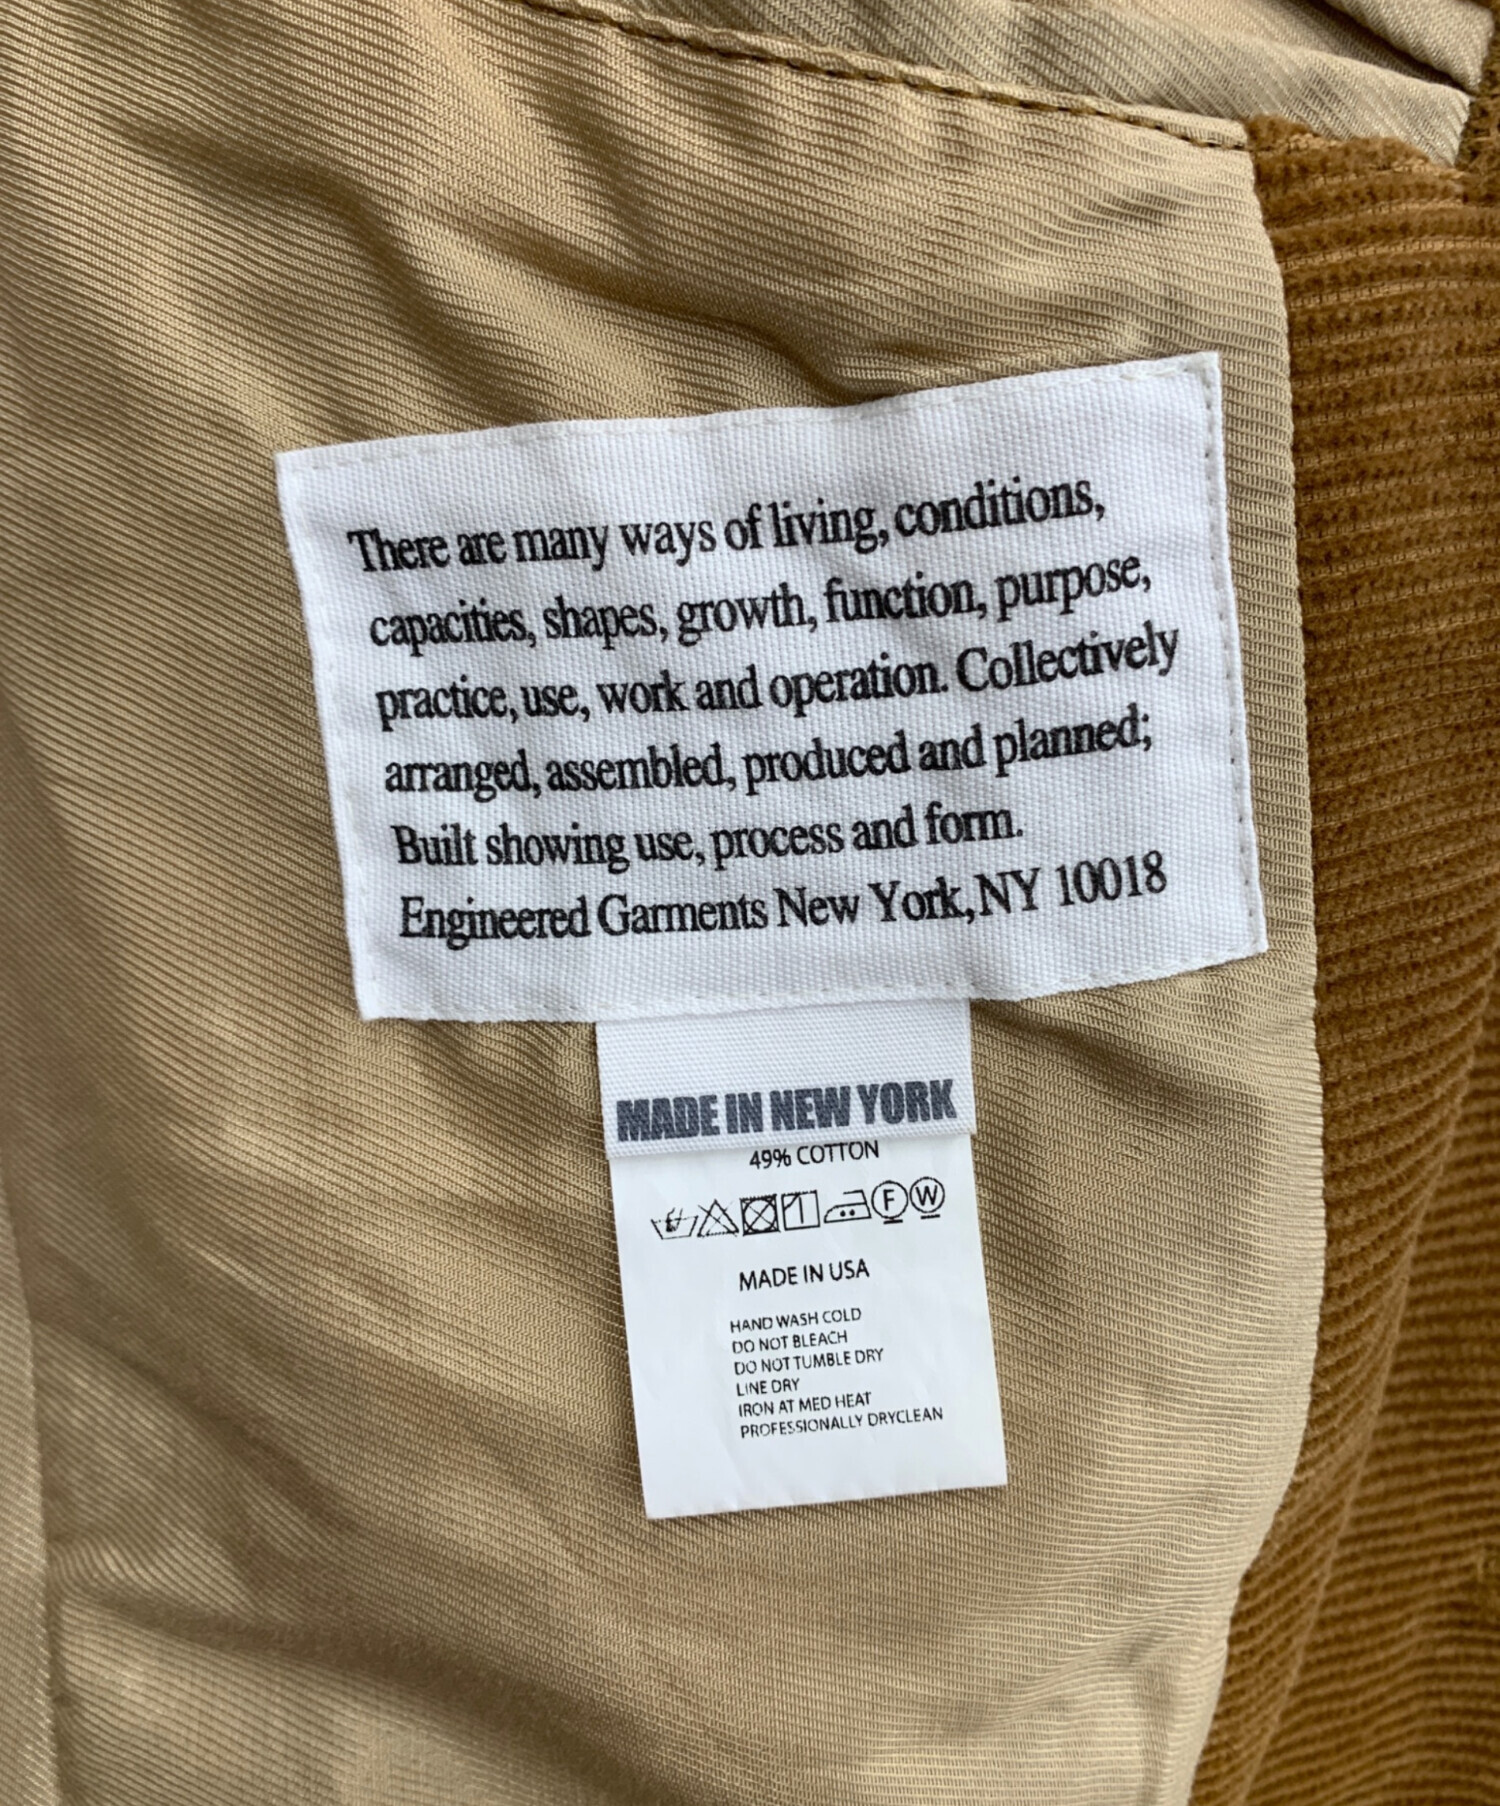 There are many ways of living, conditions,
capacities, shapes, growth, function, purpose,
practice, use, work and operation. Collectively
arranged, assembled, produced and planned;
Built showing use, process and form.
Engineered Garments New York, NY 10018
MADE IN NEW YORK
49% COTTON
F W
MADE IN USA
HAND WASH COLD
DO NOT BLEACH
DO NOT TUMBLE DRY
LINE DRY
IRON AT MED HEAT
PROFESSIONALLY DRYCLEAN